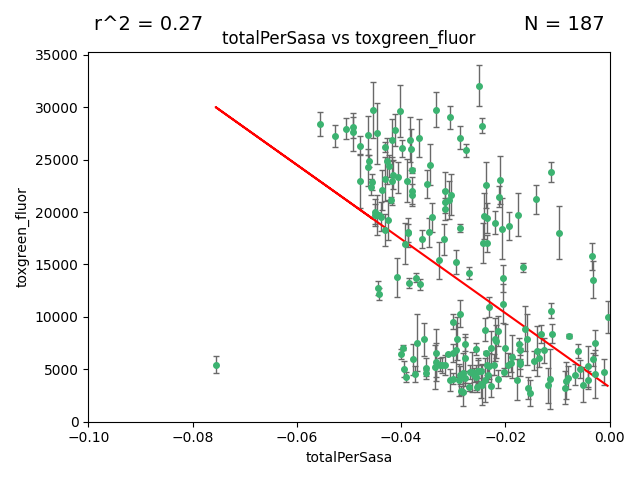 r^2 = 0.27
N = 187
totalPerSasa vs toxgreen_fluor
35000
30000
25000
20000
15000
10000
5000
0
toxgreen_fluor
−0.10
−0.08
−0.06
−0.04
−0.02
0.00
totalPerSasa